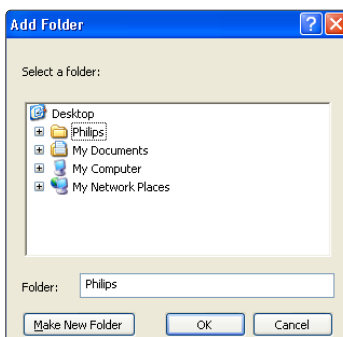 Add Folder
Select a folder:
Desktop
Philips
My Documents
My Computer
My Network Places
Folder: Philips
Make New Folder OK Cancel